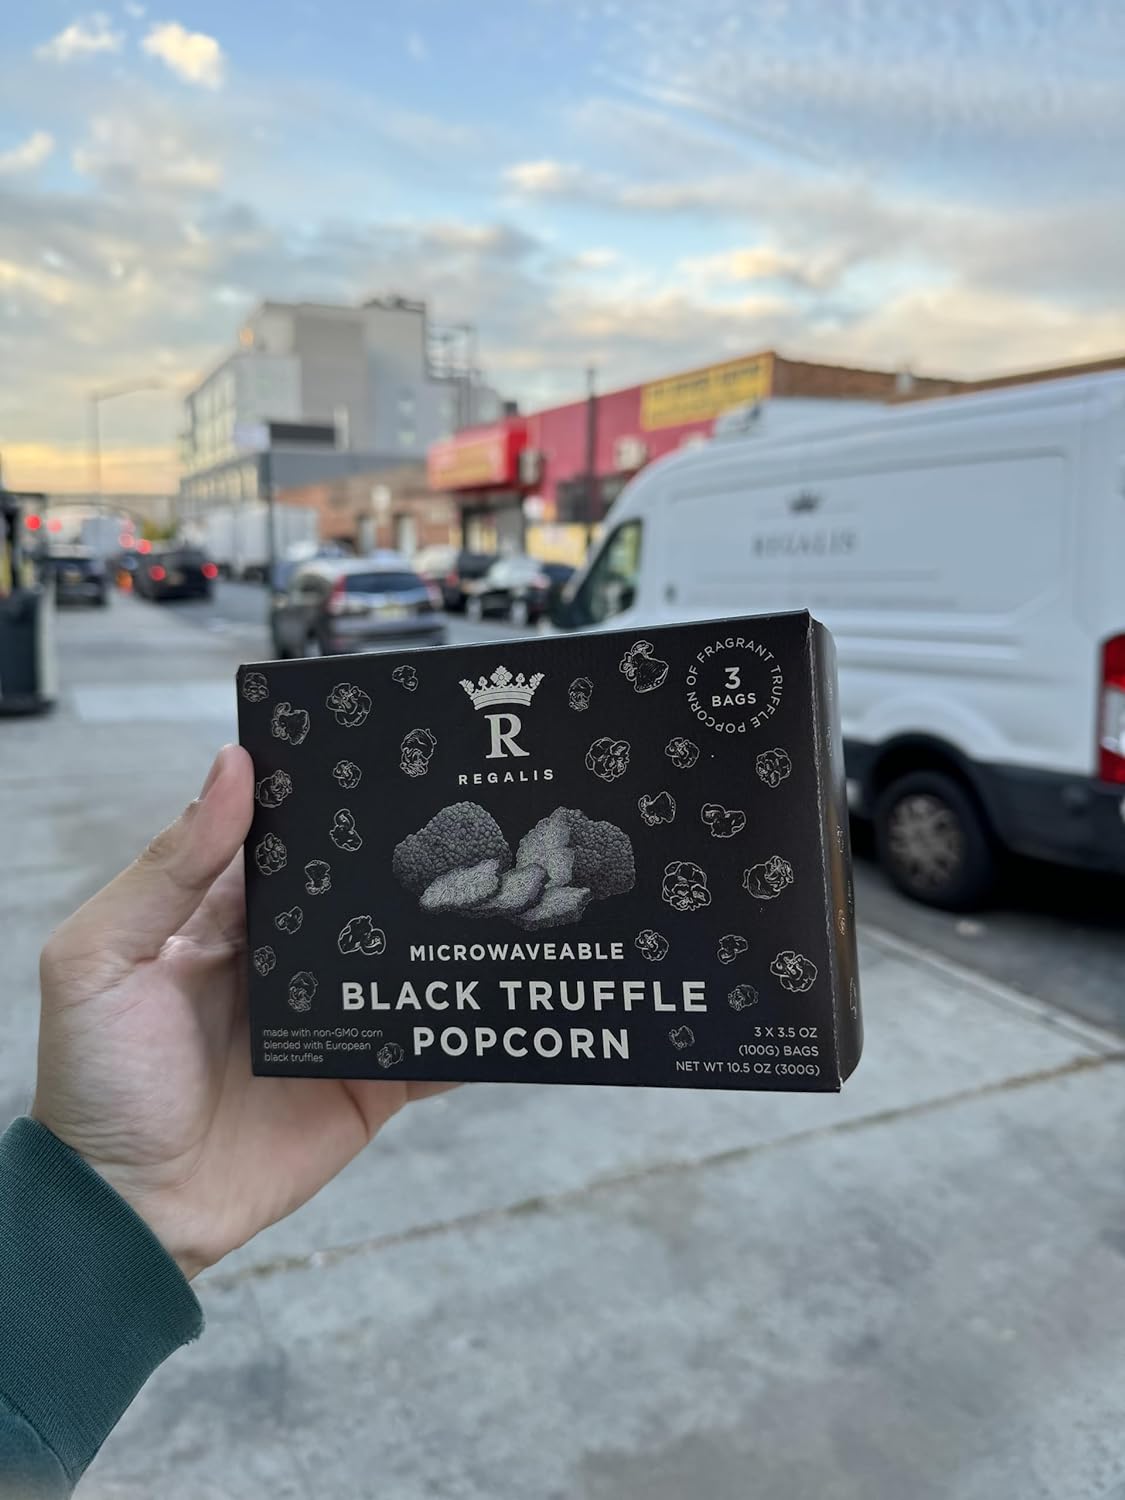 REGALIS
R
REGALIS
POPCORN OF FRAGRANT TRUFFLE
3
BAGS
MICROWAVEABLE
BLACK TRUFFLE
POPCORN
made with non-GMO corn
blended with European
black truffles
3 X 3.5 OZ
(100G) BAGS
NET WT 10.5 OZ (300G)